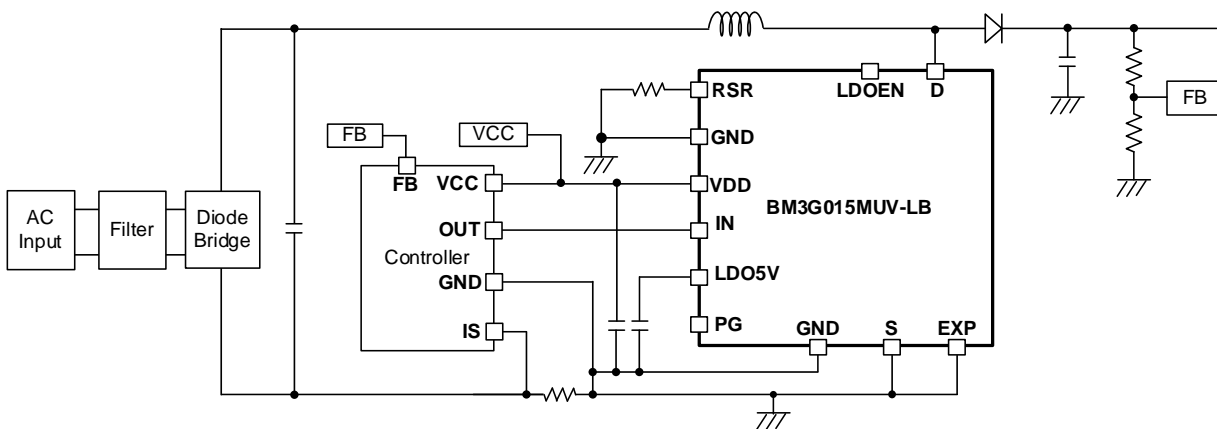 LDOEN
D
RSR
FB
GND
FB
VCC
FB
VCC
VDD
BM3G015MUV-LB
AC
Input
Filter
Diode
Bridge
OUT
IN
Controller
GND
LDO5V
IS
PG
GND
S
EXP